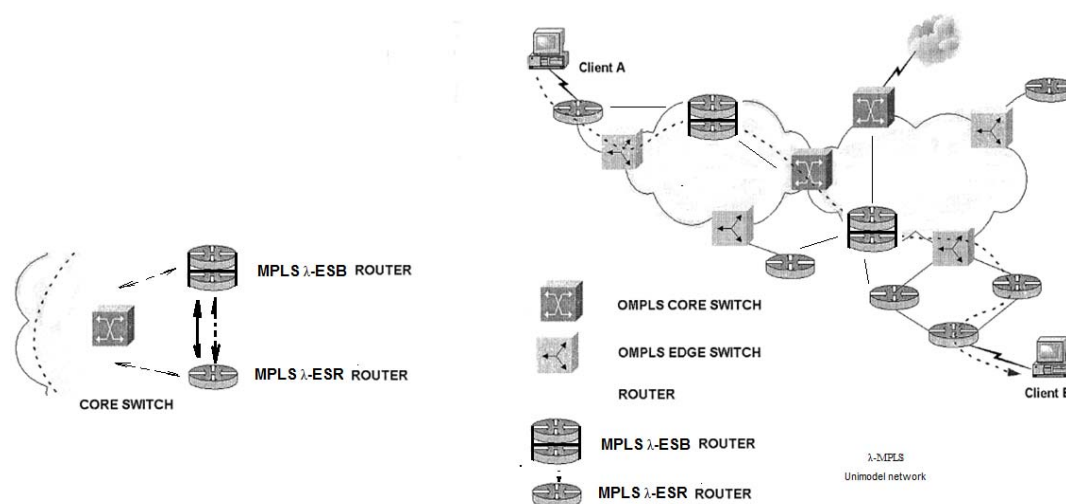 MPLS λ-ESB ROUTER
MPLS λ-ESR ROUTER
CORE SWITCH
Client A
OMPLS CORE SWITCH
OMPLS EDGE SWITCH
ROUTER
Client B
MPLS λ-ESB ROUTER
MPLS λ-ESR ROUTER
λ-MPLS
Unimodel network